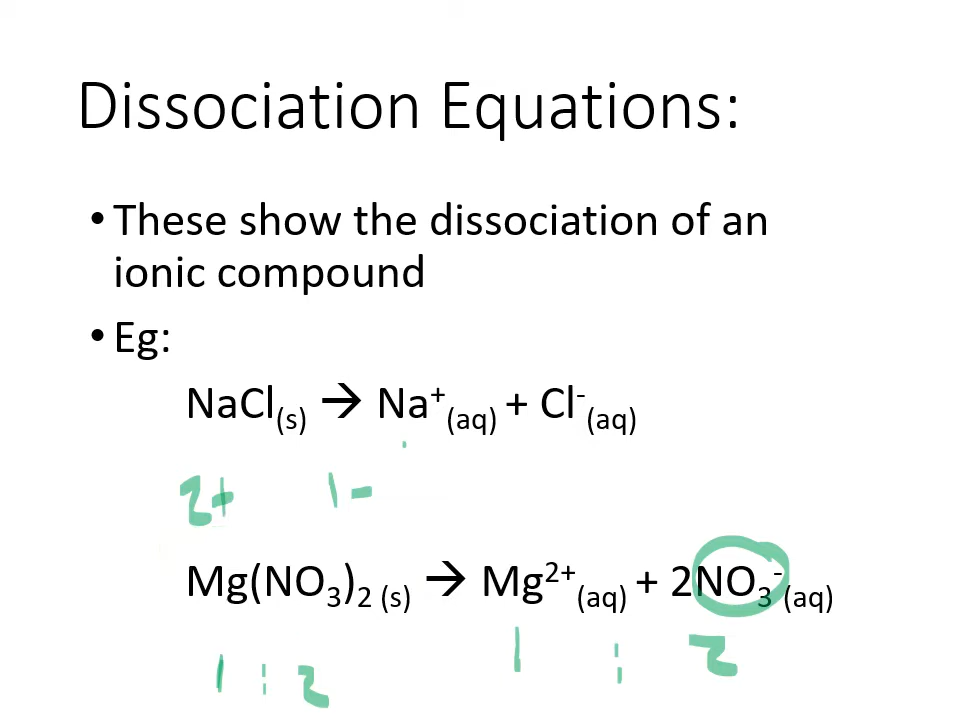 Dissociation Equations:
• These show the dissociation of an
ionic compound
• Eg:
NaCl(s) → Na⁺(aq) + Cl⁻(aq)
2+ 1-
Mg(NO₃)₂ (s) → Mg²⁺(aq) + 2NO₃⁻(aq)
1 : 2 1 : 2